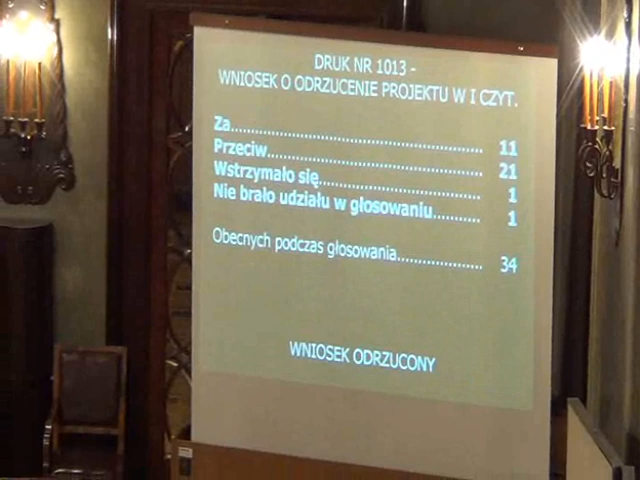 DRUK NR 1013 -
WNIOSEK O ODRZUCENIE PROJEKTU W I CZYT.
Za.................................................. 11
Przeciw............................................ 21
Wstrzymało się................................. 1
Nie brało udziału w głosowaniu.......... 1
Obecnych podczas głosowania................... 34
WNIOSEK ODRZUCONY